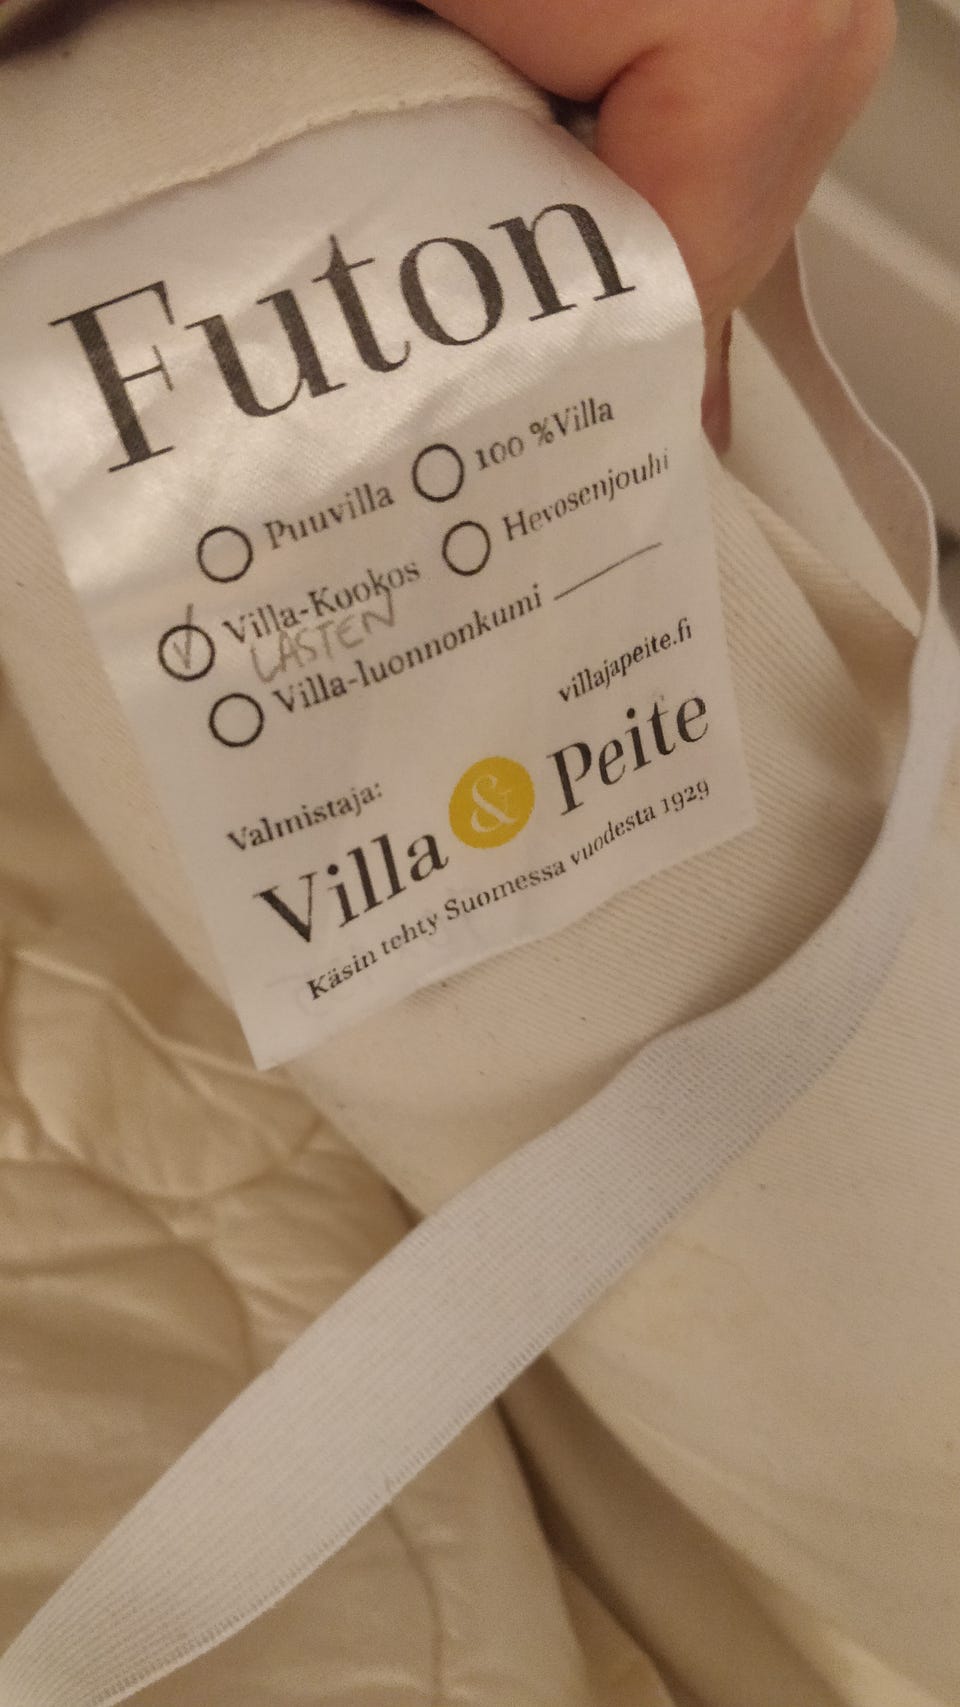 Futon
Puuvilla 100 %Villa
Villa-Kookos Hevosenjouhi
LASTEN
Villa-luonnonkumi
villajapeite.fi
Valmistaja:
Villa & Peite
Käsin tehty Suomessa vuodesta 1929